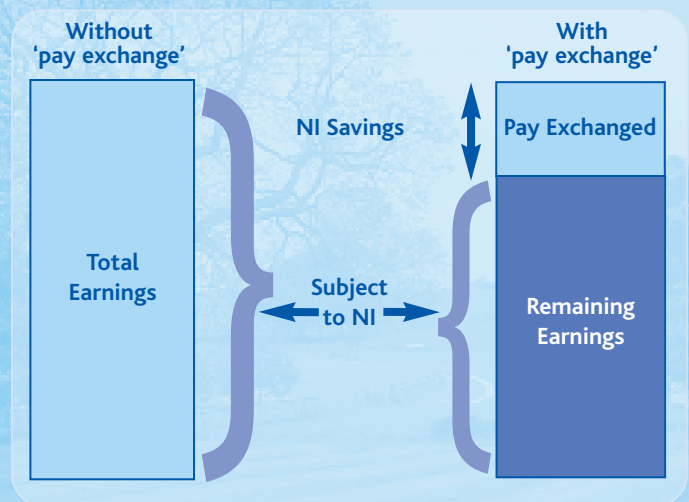 Without
‘pay exchange’
With
‘pay exchange’
NI Savings
Pay Exchanged
Total
Earnings
Subject
to NI
Remaining
Earnings